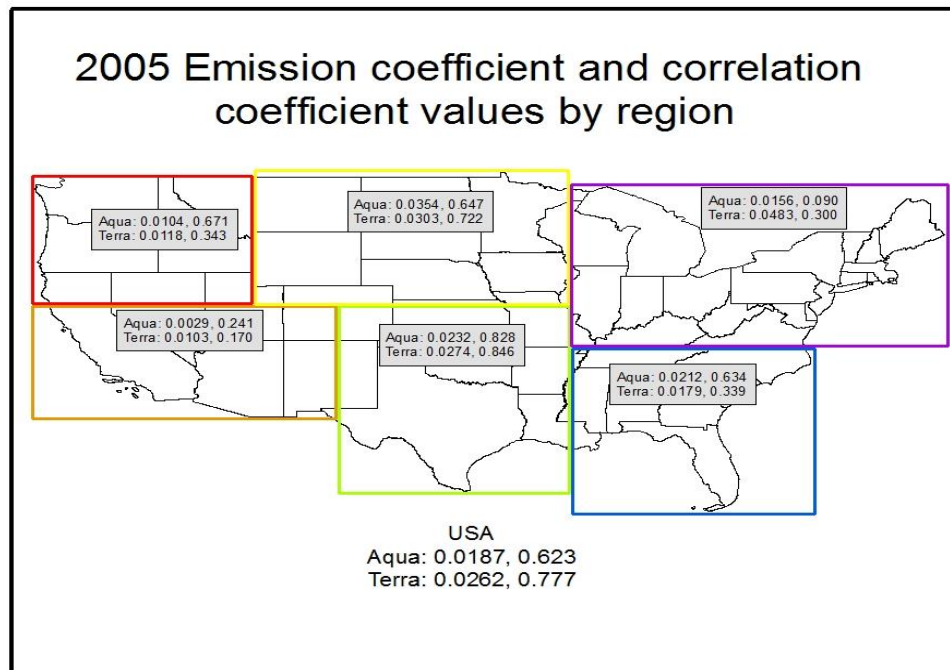 2005 Emission coefficient and correlation
coefficient values by region
Aqua: 0.0104, 0.671
Terra: 0.0118, 0.343
Aqua: 0.0354, 0.647
Terra: 0.0303, 0.722
Aqua: 0.0156, 0.090
Terra: 0.0483, 0.300
Aqua: 0.0029, 0.241
Terra: 0.0103, 0.170
Aqua: 0.0232, 0.828
Terra: 0.0274, 0.846
Aqua: 0.0212, 0.634
Terra: 0.0179, 0.339
USA
Aqua: 0.0187, 0.623
Terra: 0.0262, 0.777